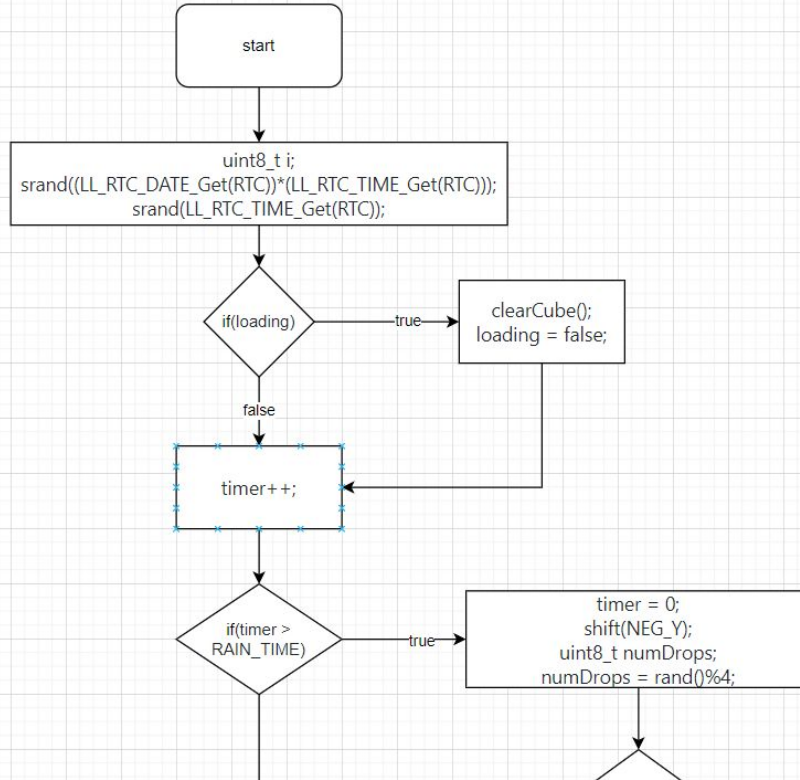 start
uint8_t i;
srand((LL_RTC_DATE_Get(RTC))*(LL_RTC_TIME_Get(RTC)));
srand(LL_RTC_TIME_Get(RTC));
if(loading)
true
clearCube();
loading = false;
false
timer++;
if(timer >
RAIN_TIME)
true
timer = 0;
shift(NEG_Y);
uint8_t numDrops;
numDrops = rand()%4;